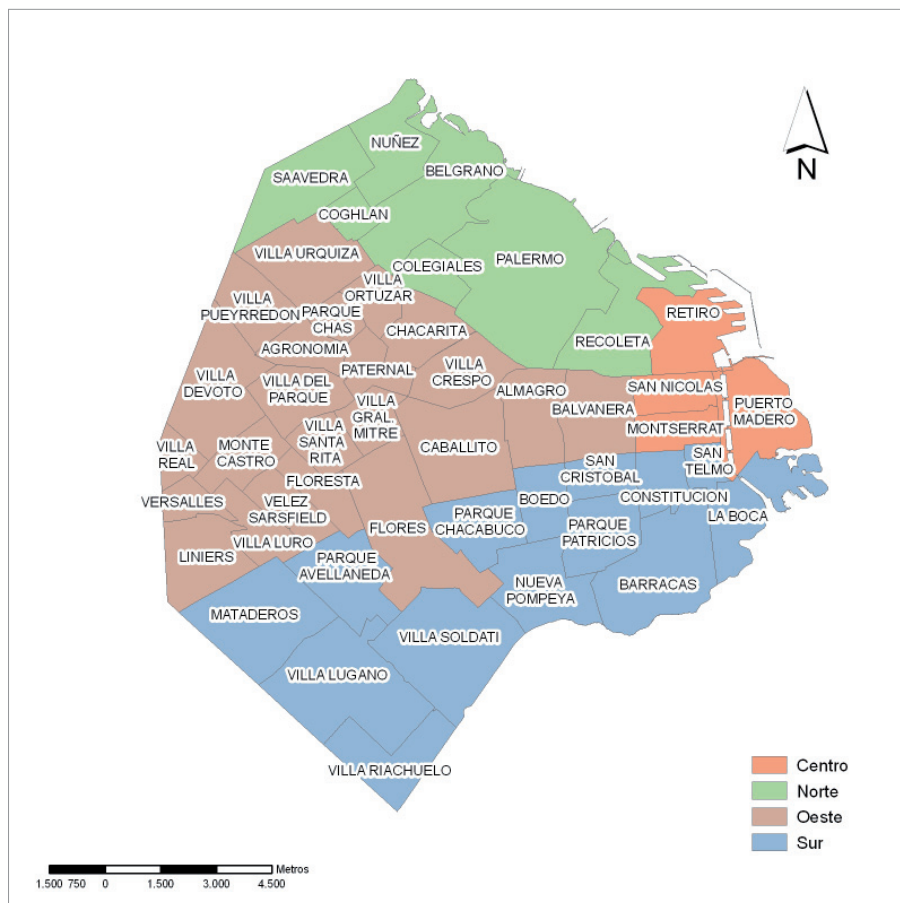 NUÑEZ
BELGRANO
SAAVEDRA
COGHLAN
VILLA URQUIZA
COLEGIALES
PALERMO
VILLA
ORTUZAR
VILLA
PUEYRREDON
PARQUE
CHAS
CHACARITA
RETIRO
RECOLETA
AGRONOMIA
PATERNAL
VILLA
CRESPO
VILLA
DEVOTO
VILLA DEL
PARQUE
ALMAGRO
SAN NICOLAS
BALVANERA
PUERTO
MADERO
VILLA
GRAL.
MITRE
VILLA
SANTA
RITA
MONTSERRAT
VILLA
REAL
MONTE
CASTRO
CABALLITO
SAN
TELMO
SAN
CRISTOBAL
FLORESTA
VERSALLES
VELEZ
SARSFIELD
BOEDO
CONSTITUCION
LA BOCA
PARQUE
CHACABUCO
FLORES
PARQUE
PATRICIOS
VILLA LURO
LINIERS
PARQUE
AVELLANEDA
NUEVA
POMPEYA
BARRACAS
MATADEROS
VILLA SOLDATI
VILLA LUGANO
VILLA RIACHUELO
N
Centro
Norte
Oeste
Sur
Metros
1.500 750 0 1.500 3.000 4.500